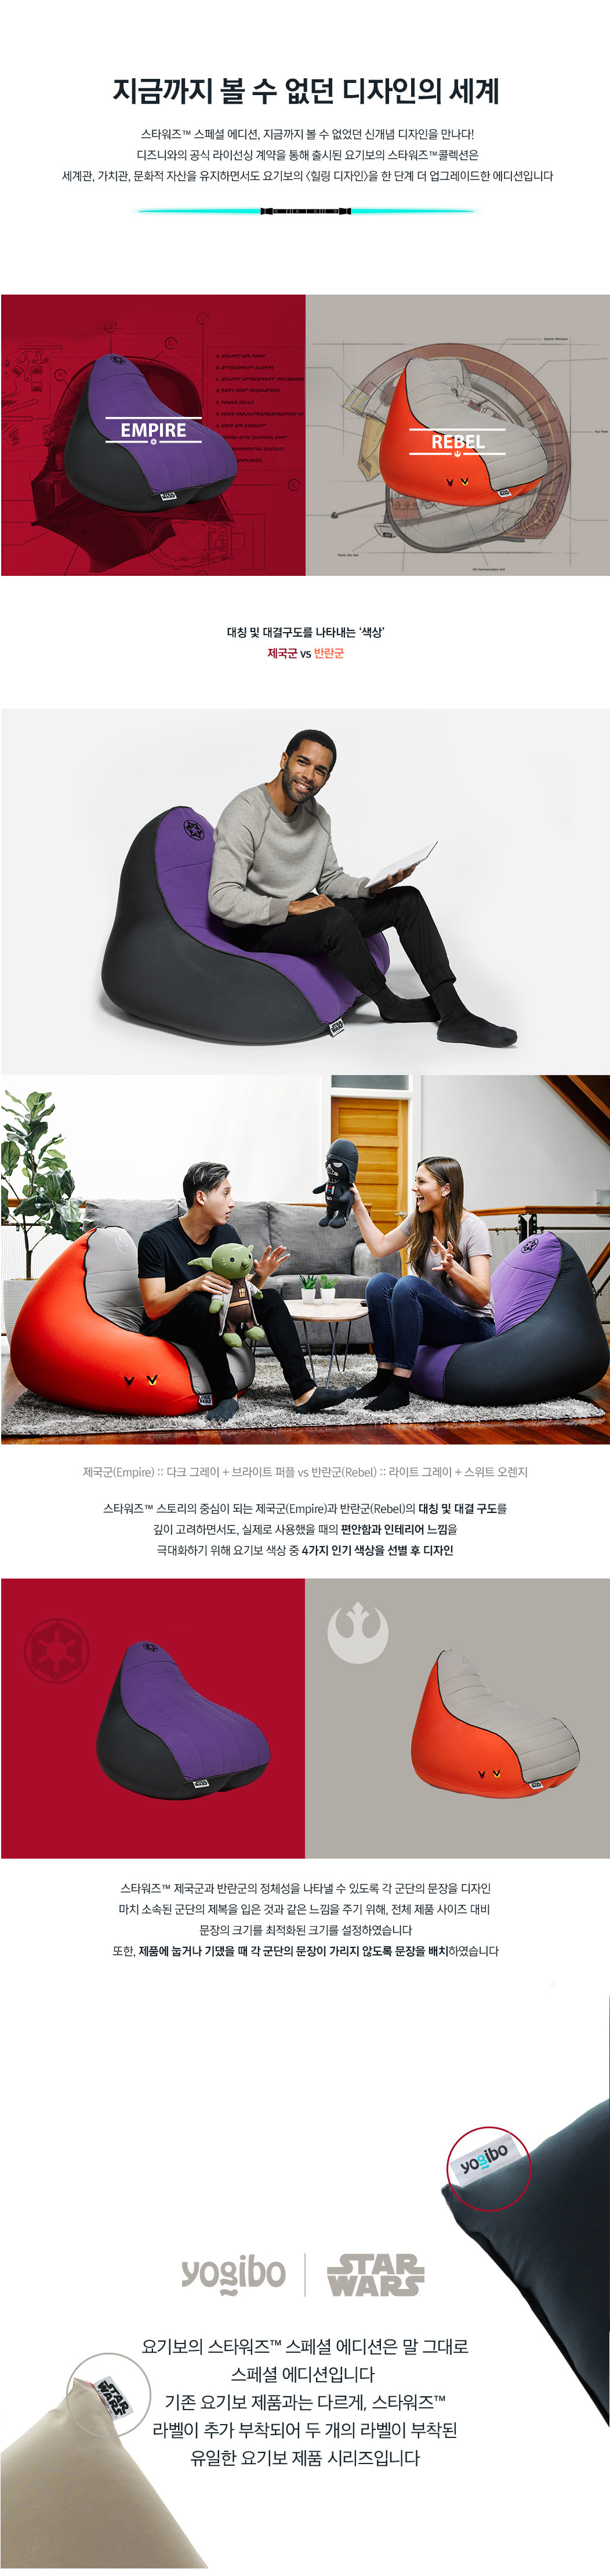 지금까지 볼 수 없던 디자인의 세계
스타워즈™ 스페셜 에디션, 지금까지 볼 수 없었던 신개념 디자인을 만나다!
디즈니와의 공식 라이선싱 계약을 통해 출시된 요기보의 스타워즈™콜렉션은
세계관, 가치관, 문화적 자산을 유지하면서도 요기보의 <힐링 디자인>을 한 단계 더 업그레이드한 에디션입니다
EMPIRE
REBEL
대칭 및 대결구도를 나타내는 ‘색상’
제국군 vs 반란군
STAR WARS
제국군(Empire) :: 다크 그레이 + 브라이트 퍼플 vs 반란군(Rebel) :: 라이트 그레이 + 스위트 오렌지
스타워즈™ 스토리의 중심이 되는 제국군(Empire)과 반란군(Rebel)의 대칭 및 대결 구도를
깊이 고려하면서도, 실제로 사용했을 때의 편안함과 인테리어 느낌을
극대화하기 위해 요기보 색상 중 4가지 인기 색상을 선별 후 디자인
스타워즈™ 제국군과 반란군의 정체성을 나타낼 수 있도록 각 군단의 문장을 디자인
마치 소속된 군단의 제복을 입은 것과 같은 느낌을 주기 위해, 전체 제품 사이즈 대비
문장의 크기를 최적화된 크기를 설정하였습니다
또한, 제품에 눕거나 기댔을 때 각 군단의 문장이 가리지 않도록 문장을 배치하였습니다
yogibo
yogibo
STAR
WARS
요기보의 스타워즈™ 스페셜 에디션은 말 그대로
스페셜 에디션입니다
기존 요기보 제품과는 다르게, 스타워즈™
STAR
WARS
라벨이 추가 부착되어 두 개의 라벨이 부착된
유일한 요기보 제품 시리즈입니다